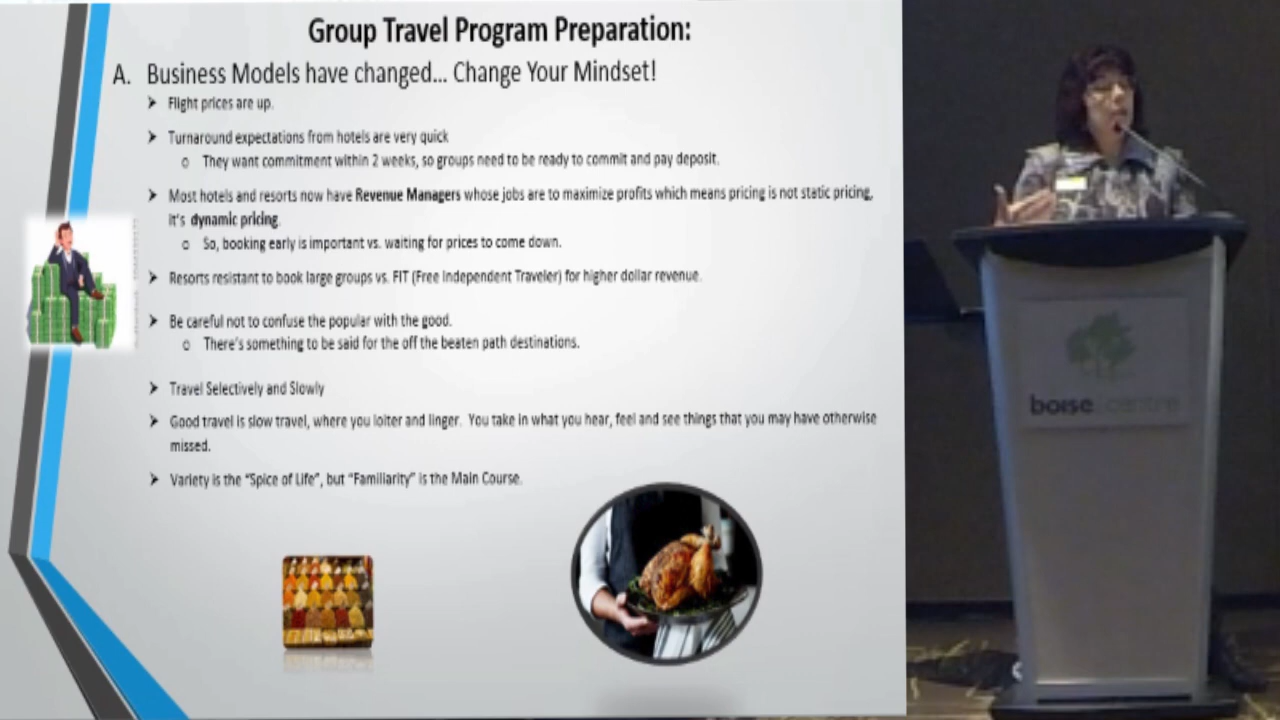 Group Travel Program Preparation:
A. Business Models have changed... Change Your Mindset!
➤ Flight prices are up.
➤ Turnaround expectations from hotels are very quick
o They want commitment within 2 weeks, so groups need to be ready to commit and pay deposit.
➤ Most hotels and resorts now have Revenue Managers whose jobs are to maximize profits which means pricing is not static pricing,
it's dynamic pricing.
o So, booking early is important vs. waiting for prices to come down.
➤ Resorts resistant to book large groups vs. FIT (Free Independent Traveler) for higher dollar revenue.
➤ Be careful not to confuse the popular with the good.
o There's something to be said for the off the beaten path destinations.
➤ Travel Selectively and Slowly
➤ Good travel is slow travel, where you loiter and linger. You take in what you hear, feel and see things that you may have otherwise
missed.
➤ Variety is the "Spice of Life", but "Familiarity" is the Main Course.
boise centre